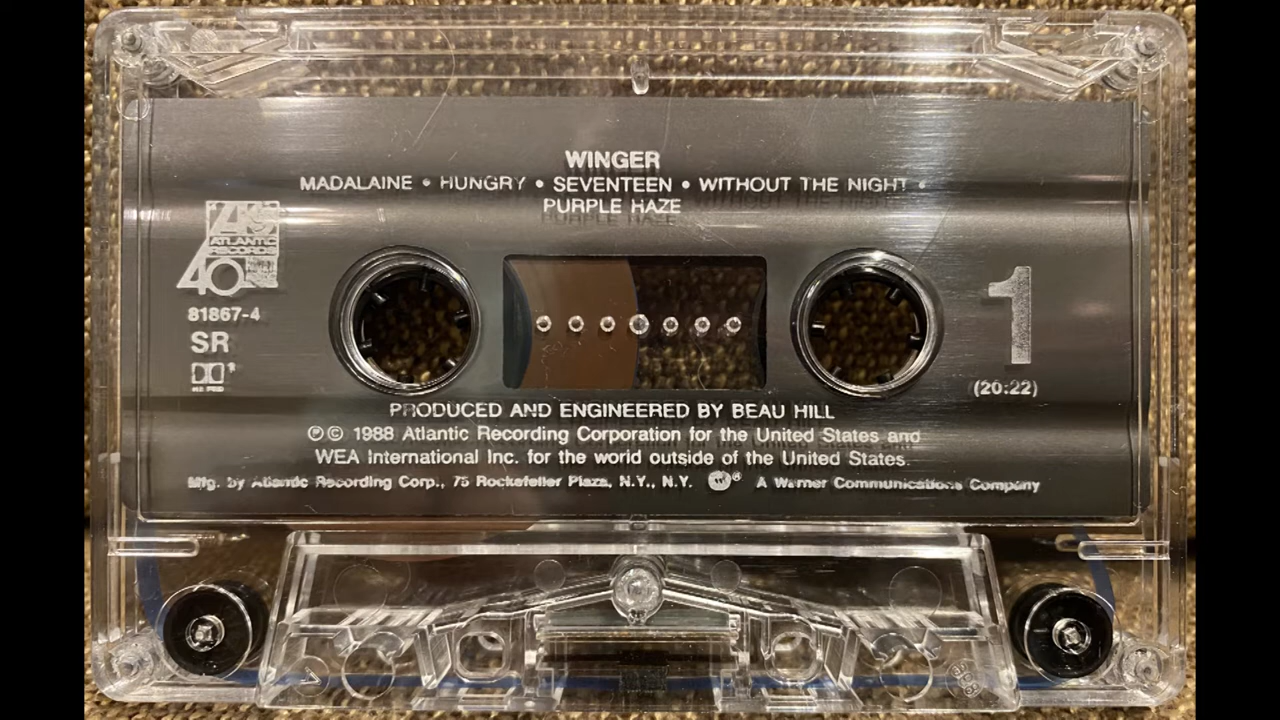 WINGER
MADALAINE • HUNGRY • SEVENTEEN • WITHOUT THE NIGHT •
PURPLE HAZE
ATLANTIC
RECORDS
40
81867-4
SR
1
(20:22)
PRODUCED AND ENGINEERED BY BEAU HILL
℗© 1988 Atlantic Recording Corporation for the United States and
WEA International Inc. for the world outside of the United States.
Mfg. by Atlantic Recording Corp., 75 Rockefeller Plaza, N.Y., N.Y. ® A Warner Communications Company